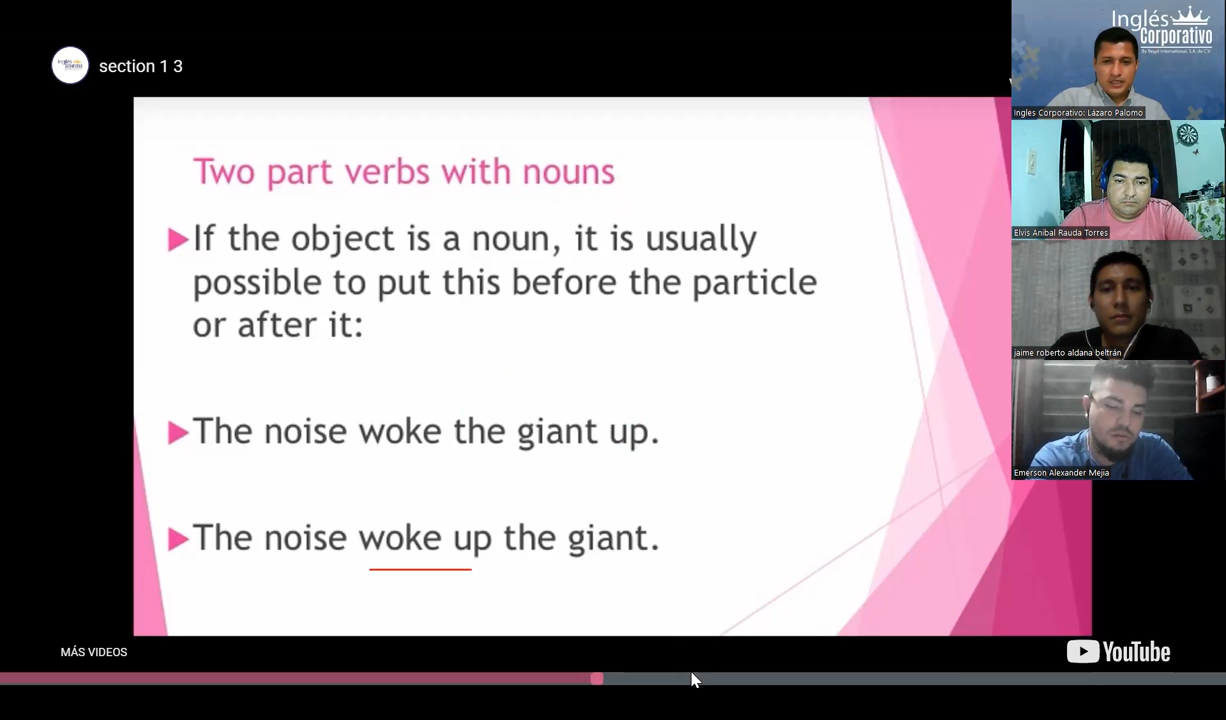 section 1 3
Two part verbs with nouns
If the object is a noun, it is usually
possible to put this before the particle
or after it:
The noise woke the giant up.
The noise woke up the giant.
MÁS VIDEOS
YouTube
Inglés
Corporativo
Ingles Corporativo: Lázaro Palomo
Elvis Anibal Rauda Torres
jaime roberto aldana beltrán
Emerson Alexander Mejia